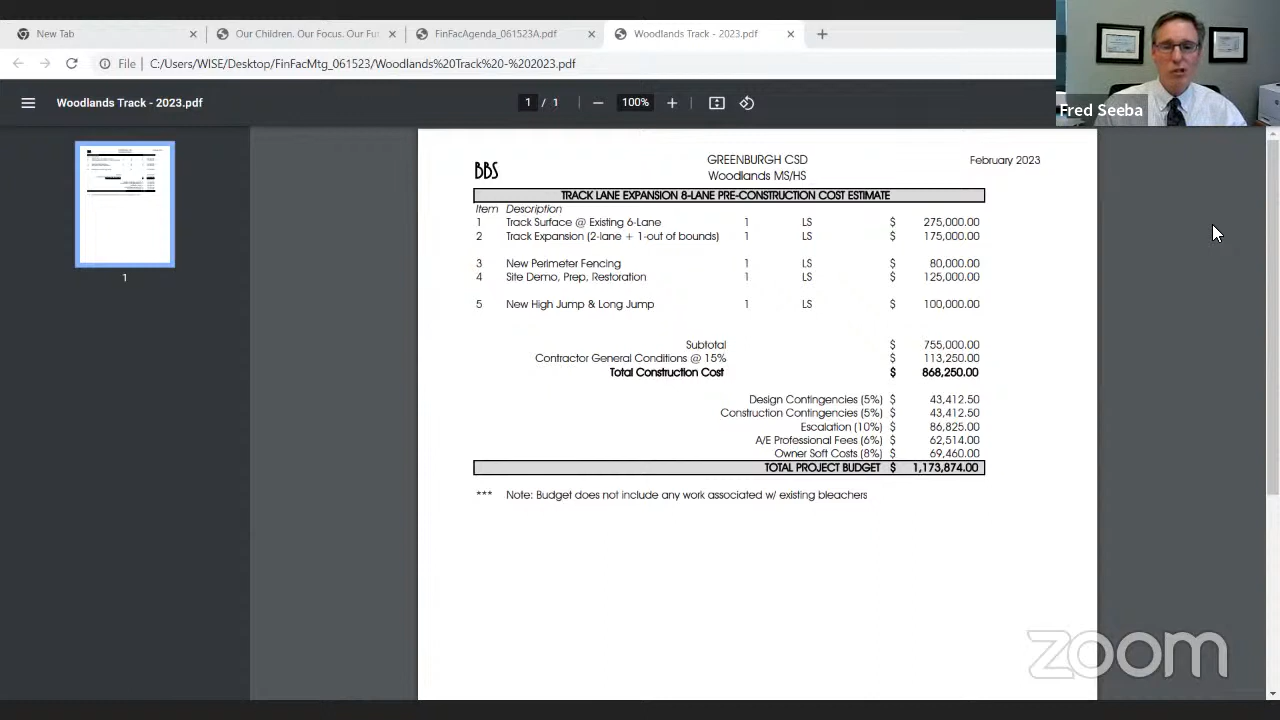 New Tab
Our Children. Our Focus. Our Fu
FinFacAgenda_061523A.pdf
Woodlands Track - 2023.pdf
File | C:/Users/WISE/Desktop/FinFacMtg_061523/Woodlands%20Track%20-%202023.pdf
Fred Seeba
Woodlands Track - 2023.pdf
1 / 1
100%
1
BBS
GREENBURGH CSD
February 2023
Woodlands MS/HS
TRACK LANE EXPANSION 8-LANE PRE-CONSTRUCTION COST ESTIMATE
Item Description
1 Track Surface @ Existing 6-Lane 1 LS $ 275,000.00
2 Track Expansion (2-lane + 1-out of bounds) 1 LS $ 175,000.00
3 New Perimeter Fencing 1 LS $ 80,000.00
4 Site Demo, Prep, Restoration 1 LS $ 125,000.00
5 New High Jump & Long Jump 1 LS $ 100,000.00
Subtotal $ 755,000.00
Contractor General Conditions @ 15% $ 113,250.00
Total Construction Cost $ 868,250.00
Design Contingencies (5%) $ 43,412.50
Construction Contingencies (5%) $ 43,412.50
Escalation (10%) $ 86,825.00
A/E Professional Fees (6%) $ 62,514.00
Owner Soft Costs (8%) $ 69,460.00
TOTAL PROJECT BUDGET $ 1,173,874.00
*** Note: Budget does not include any work associated w/ existing bleachers
zoom